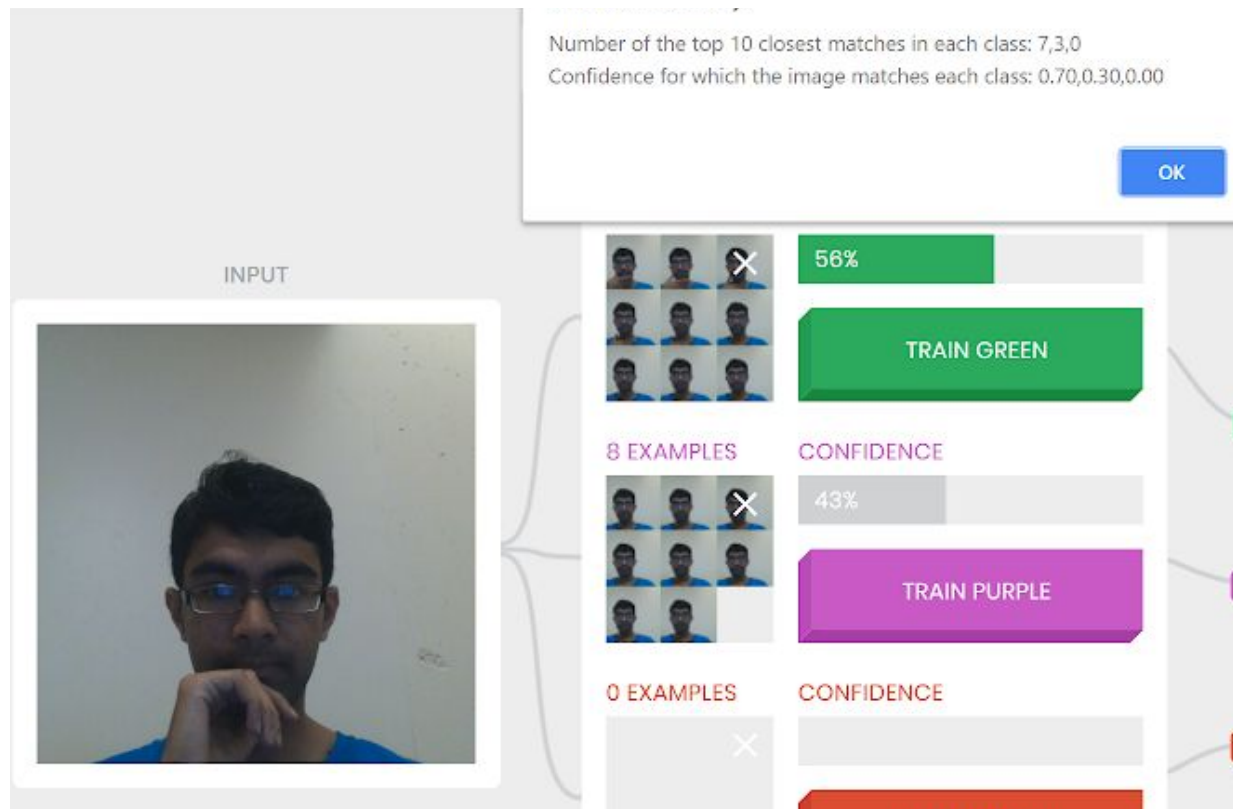 Number of the top 10 closest matches in each class: 7,3,0
Confidence for which the image matches each class: 0.70,0.30,0.00
OK
INPUT
56%
TRAIN GREEN
8 EXAMPLES CONFIDENCE
43%
TRAIN PURPLE
0 EXAMPLES CONFIDENCE